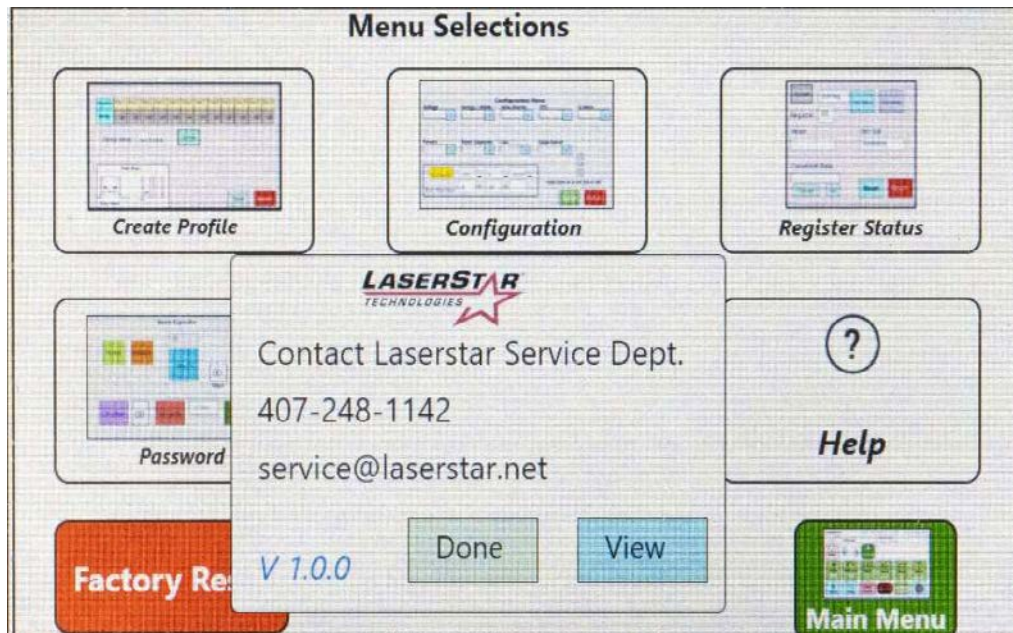 Menu Selections
Create Profile
Configuration
Register Status
LASERSTAR
TECHNOLOGIES
Contact Laserstar Service Dept.
407-248-1142
service@laserstar.net
V 1.0.0
Done
View
Password
?
Help
Factory Res
Main Menu